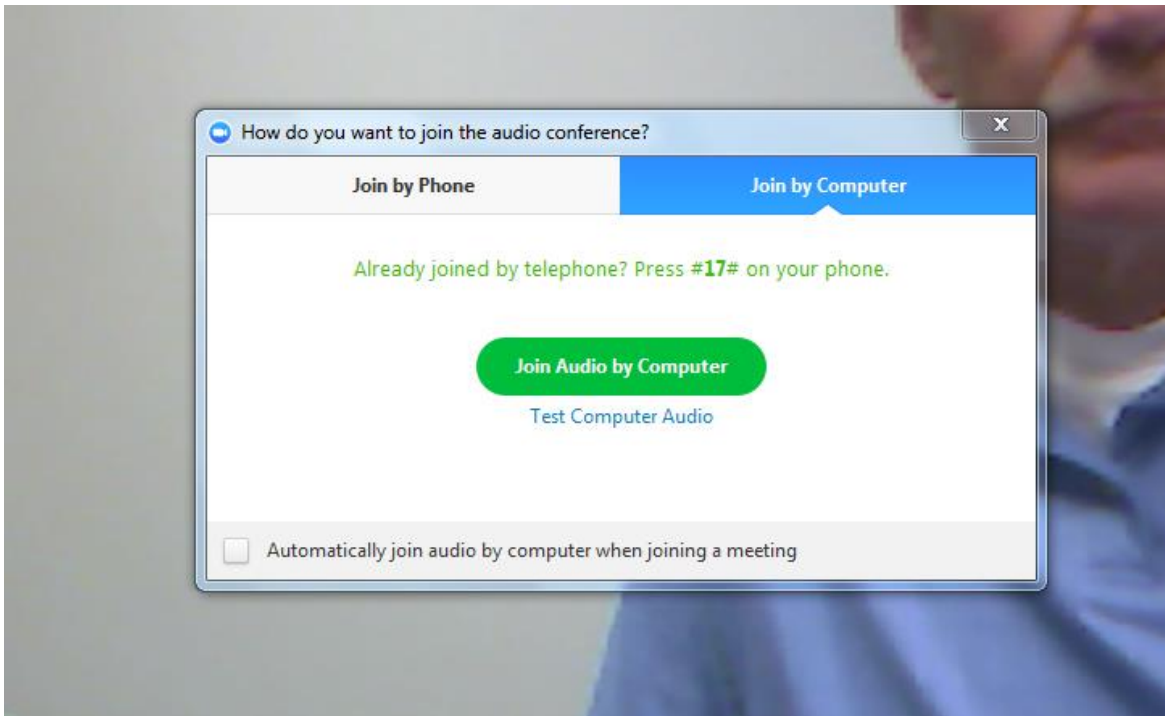 How do you want to join the audio conference?
Join by Phone
Join by Computer
Already joined by telephone? Press #17# on your phone.
Join Audio by Computer
Test Computer Audio
Automatically join audio by computer when joining a meeting